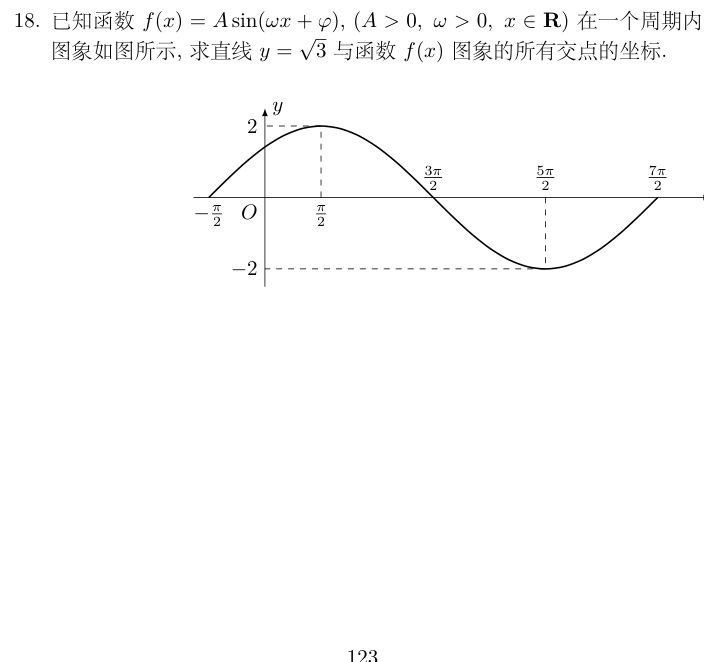 18. 已知函数 f(x) = A sin(ωx + φ), (A > 0, ω > 0, x ∈ R) 在一个周期内
图象如图所示, 求直线 y = √3 与函数 f(x) 图象的所有交点的坐标.
y
2
3π/2 5π/2 7π/2
−π/2 O π/2
−2
123